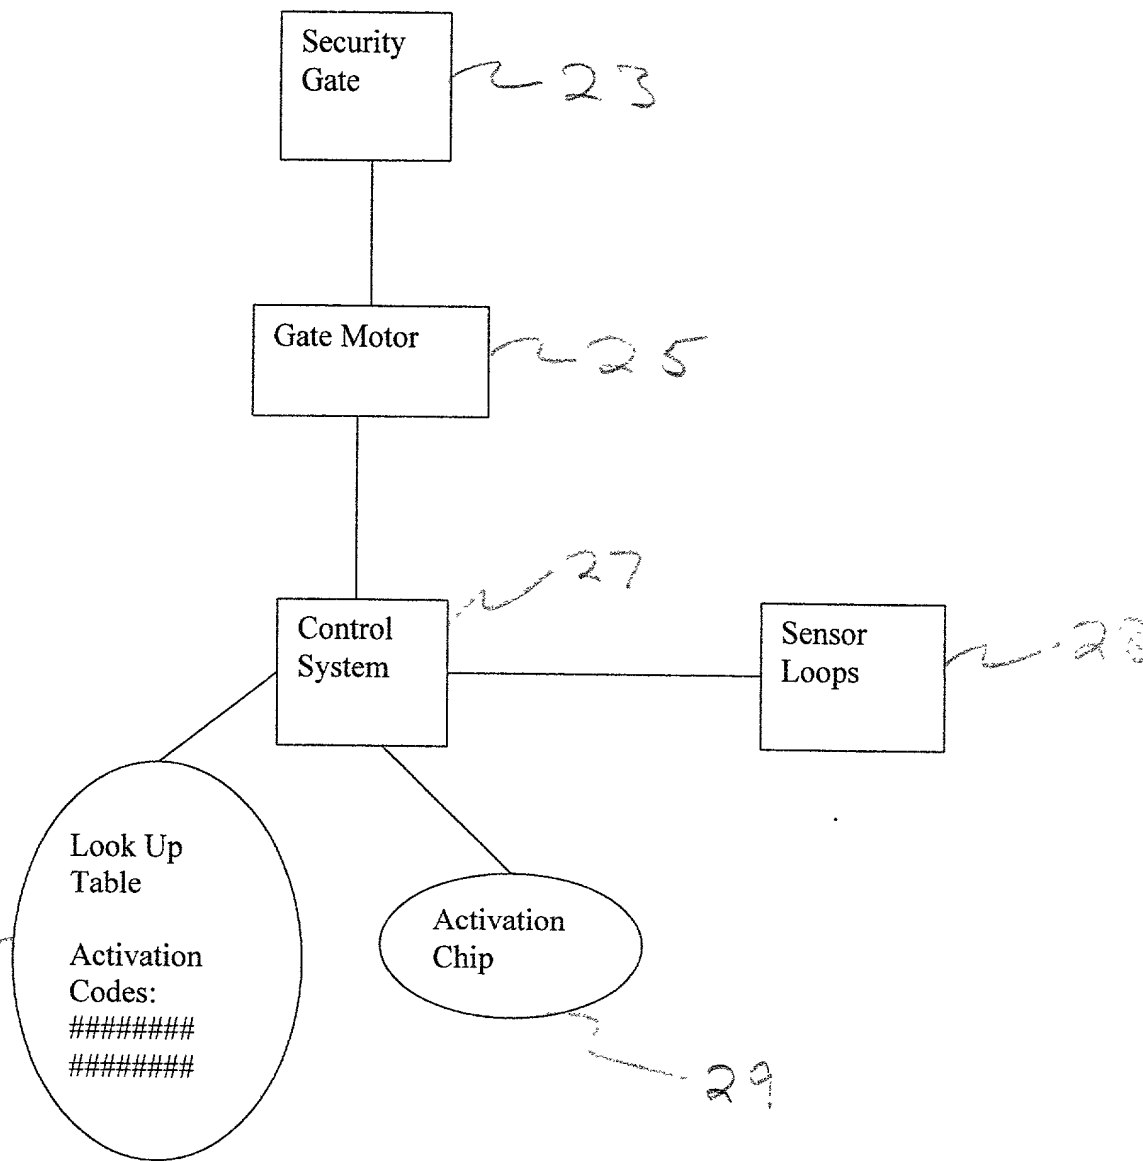 Security
Gate
23
Gate Motor
25
27
Control
System
Sensor
Loops
28
Look Up
Table
Activation
Codes:
########
########
Activation
Chip
29